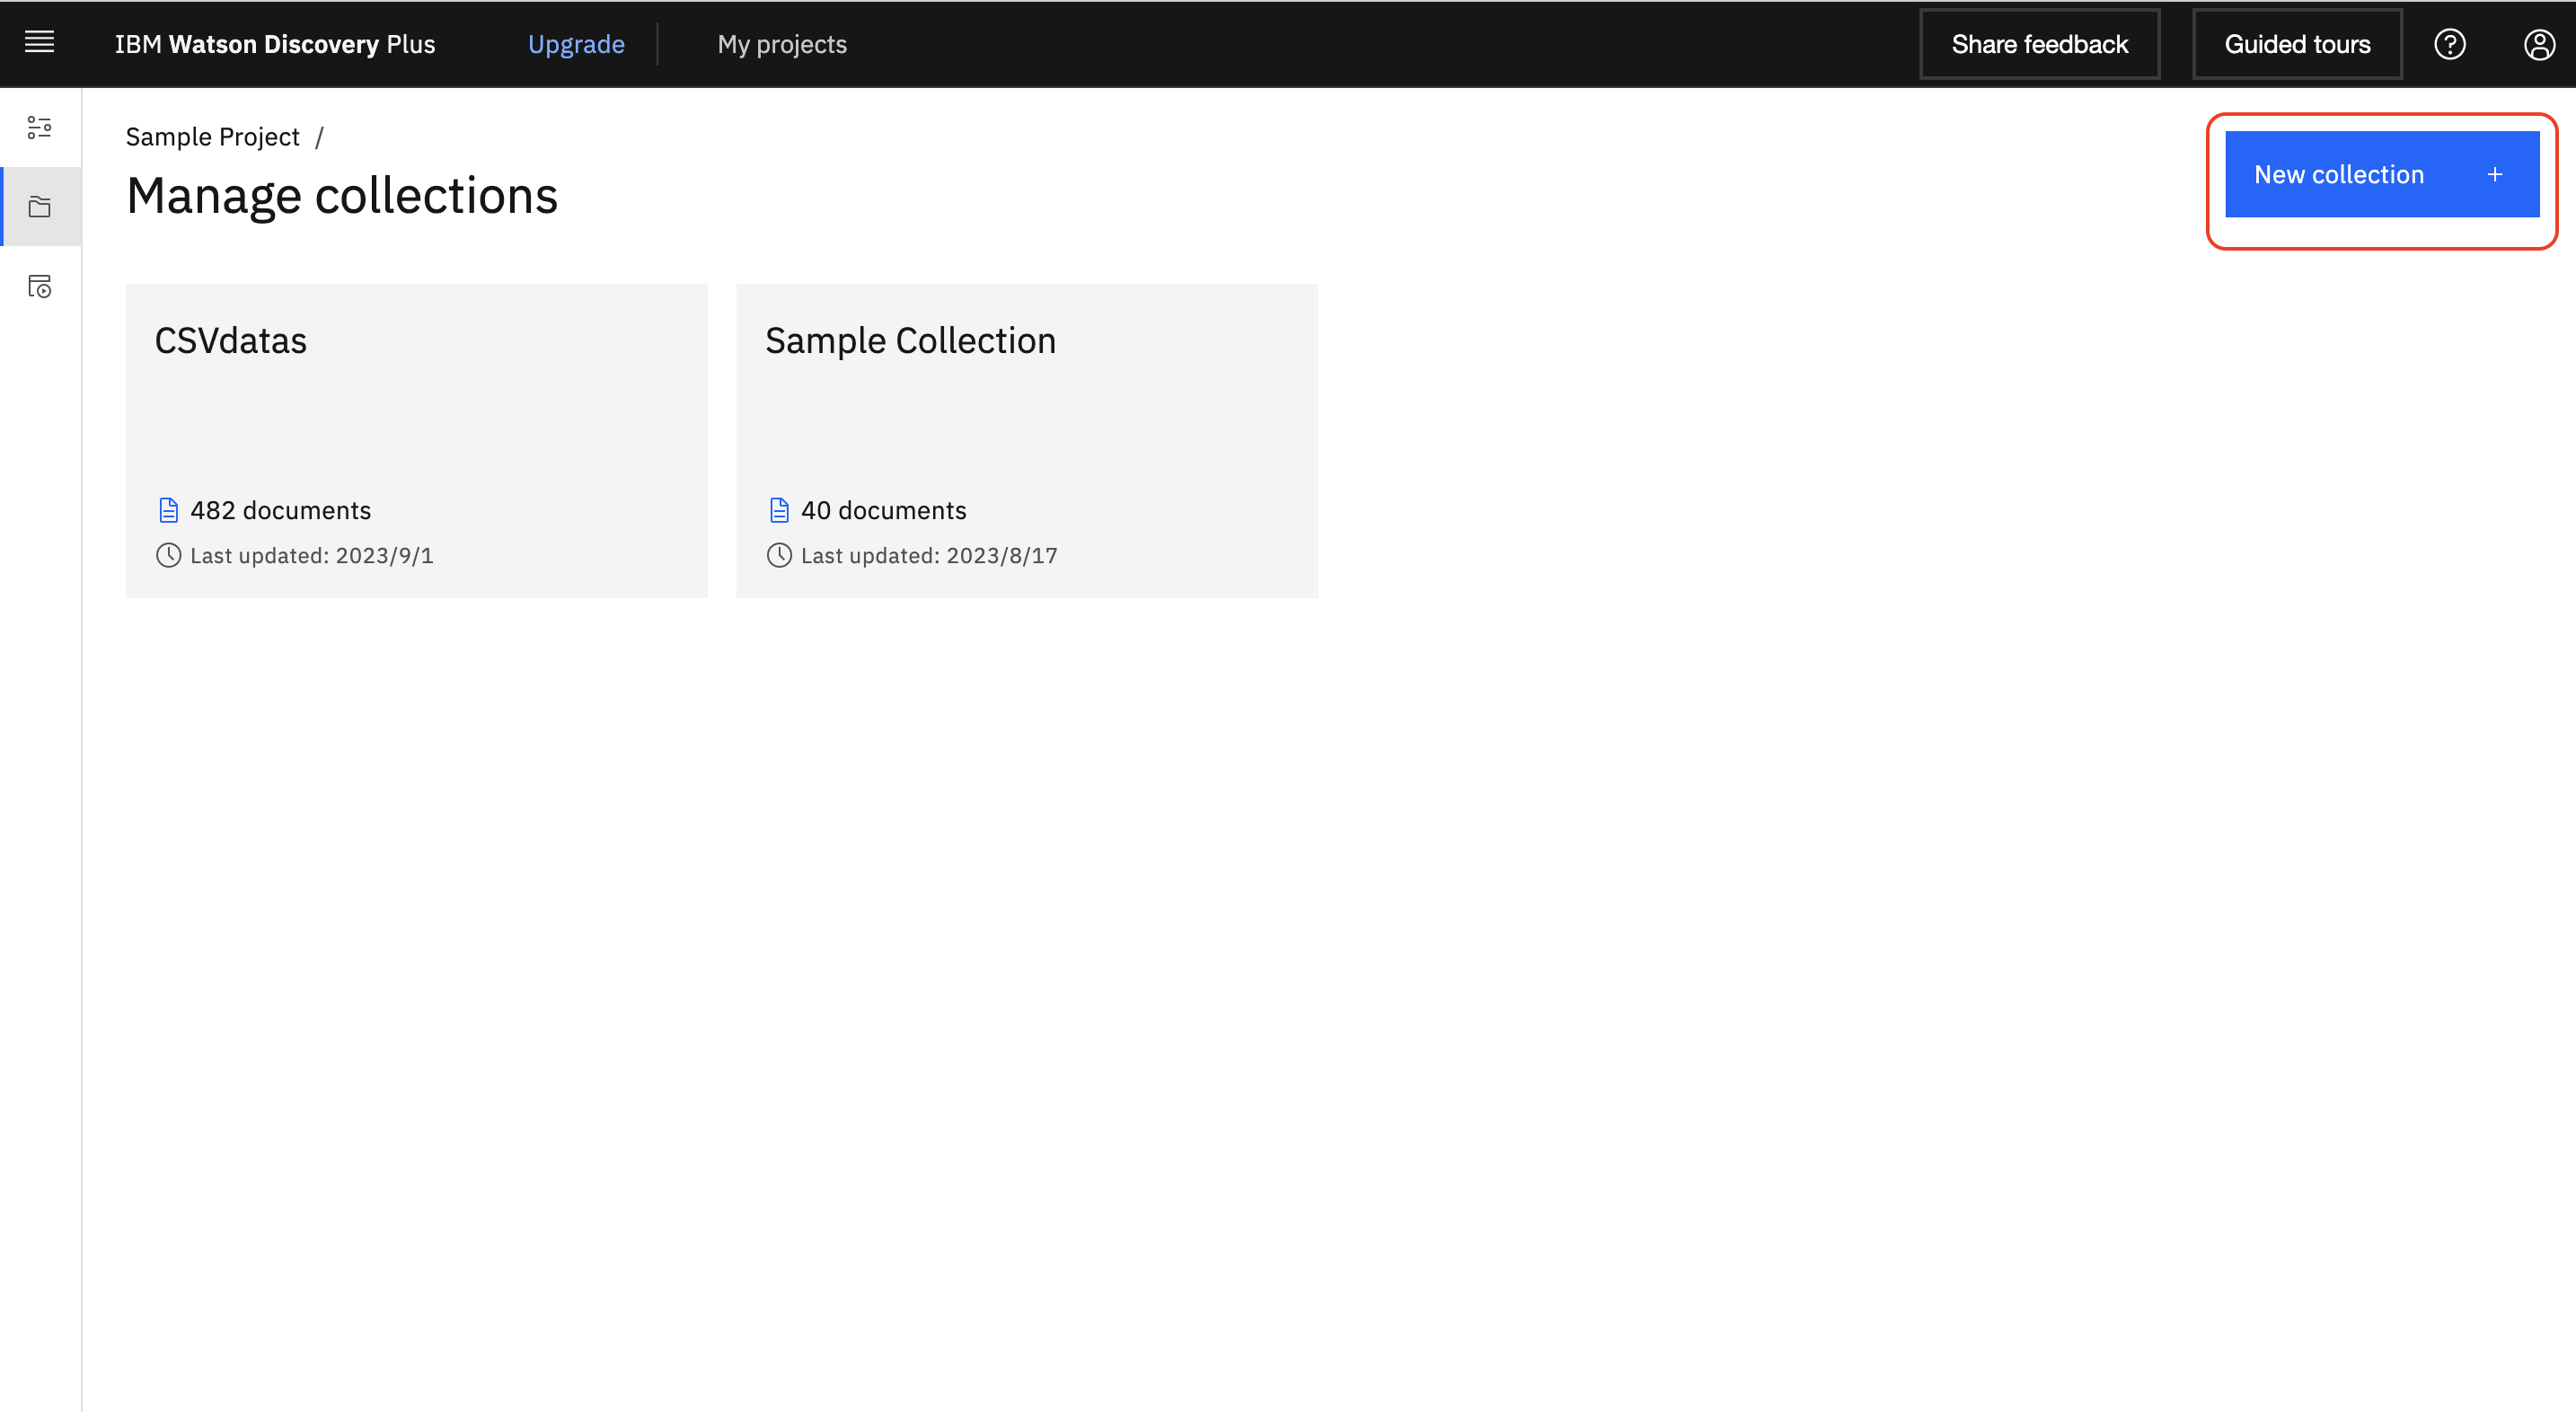 IBM Watson Discovery Plus
Upgrade
My projects
Share feedback
Guided tours
Sample Project /
Manage collections
New collection +
CSVdatas
482 documents
Last updated: 2023/9/1
Sample Collection
40 documents
Last updated: 2023/8/17